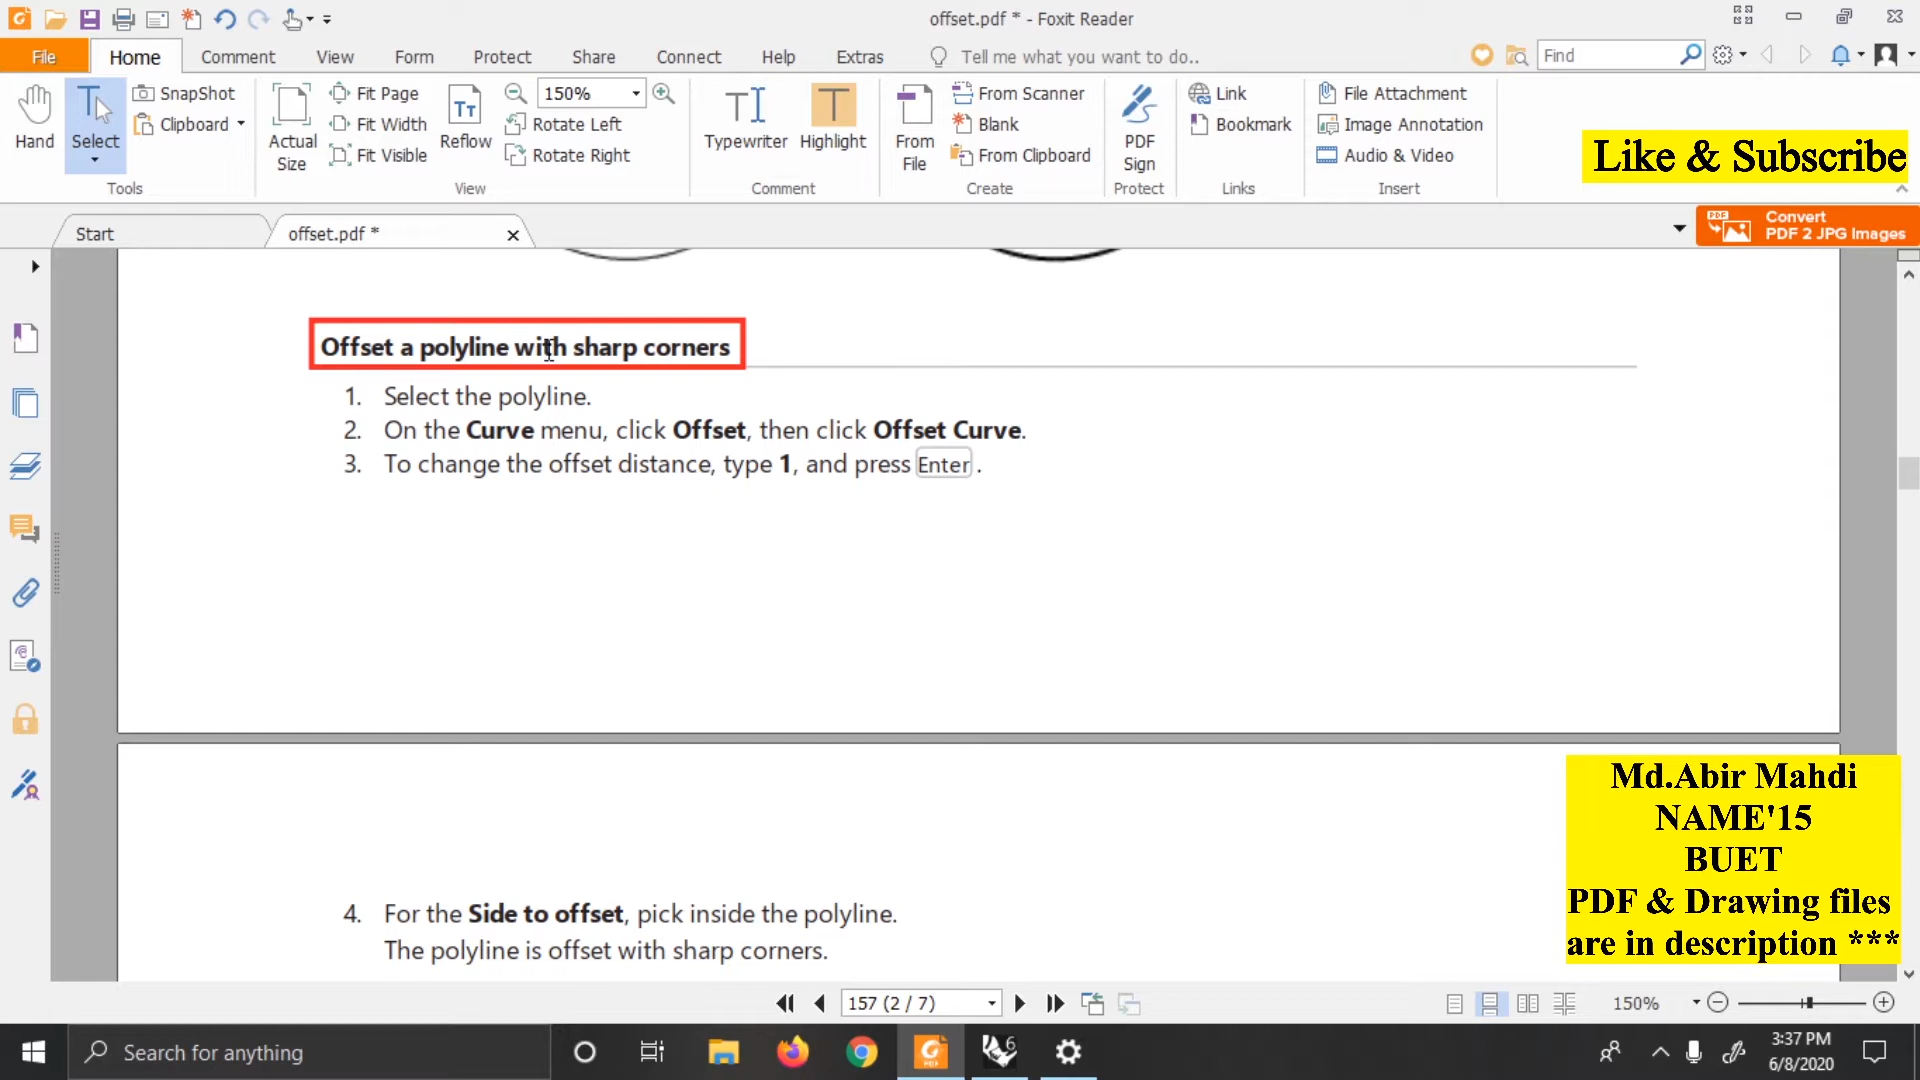 offset.pdf * - Foxit Reader
File Home Comment View Form Protect Share Connect Help Extras Tell me what you want to do.. Find
Hand
Select
SnapShot
Clipboard
Tools
Actual Size
Fit Page
Fit Width
Fit Visible
Reflow
150%
Rotate Left
Rotate Right
View
Typewriter
Highlight
Comment
From File
From Scanner
Blank
From Clipboard
Create
PDF Sign
Protect
Link
Bookmark
Links
File Attachment
Image Annotation
Audio & Video
Insert
Like & Subscribe
Start
offset.pdf *
PDF
Convert
PDF 2 JPG Images
Offset a polyline with sharp corners
1. Select the polyline.
2. On the Curve menu, click Offset, then click Offset Curve.
3. To change the offset distance, type 1, and press Enter .
4. For the Side to offset, pick inside the polyline.
The polyline is offset with sharp corners.
Md.Abir Mahdi
NAME'15
BUET
PDF & Drawing files
are in description ***
157 (2 / 7)
150%
Search for anything
6
3:37 PM
6/8/2020